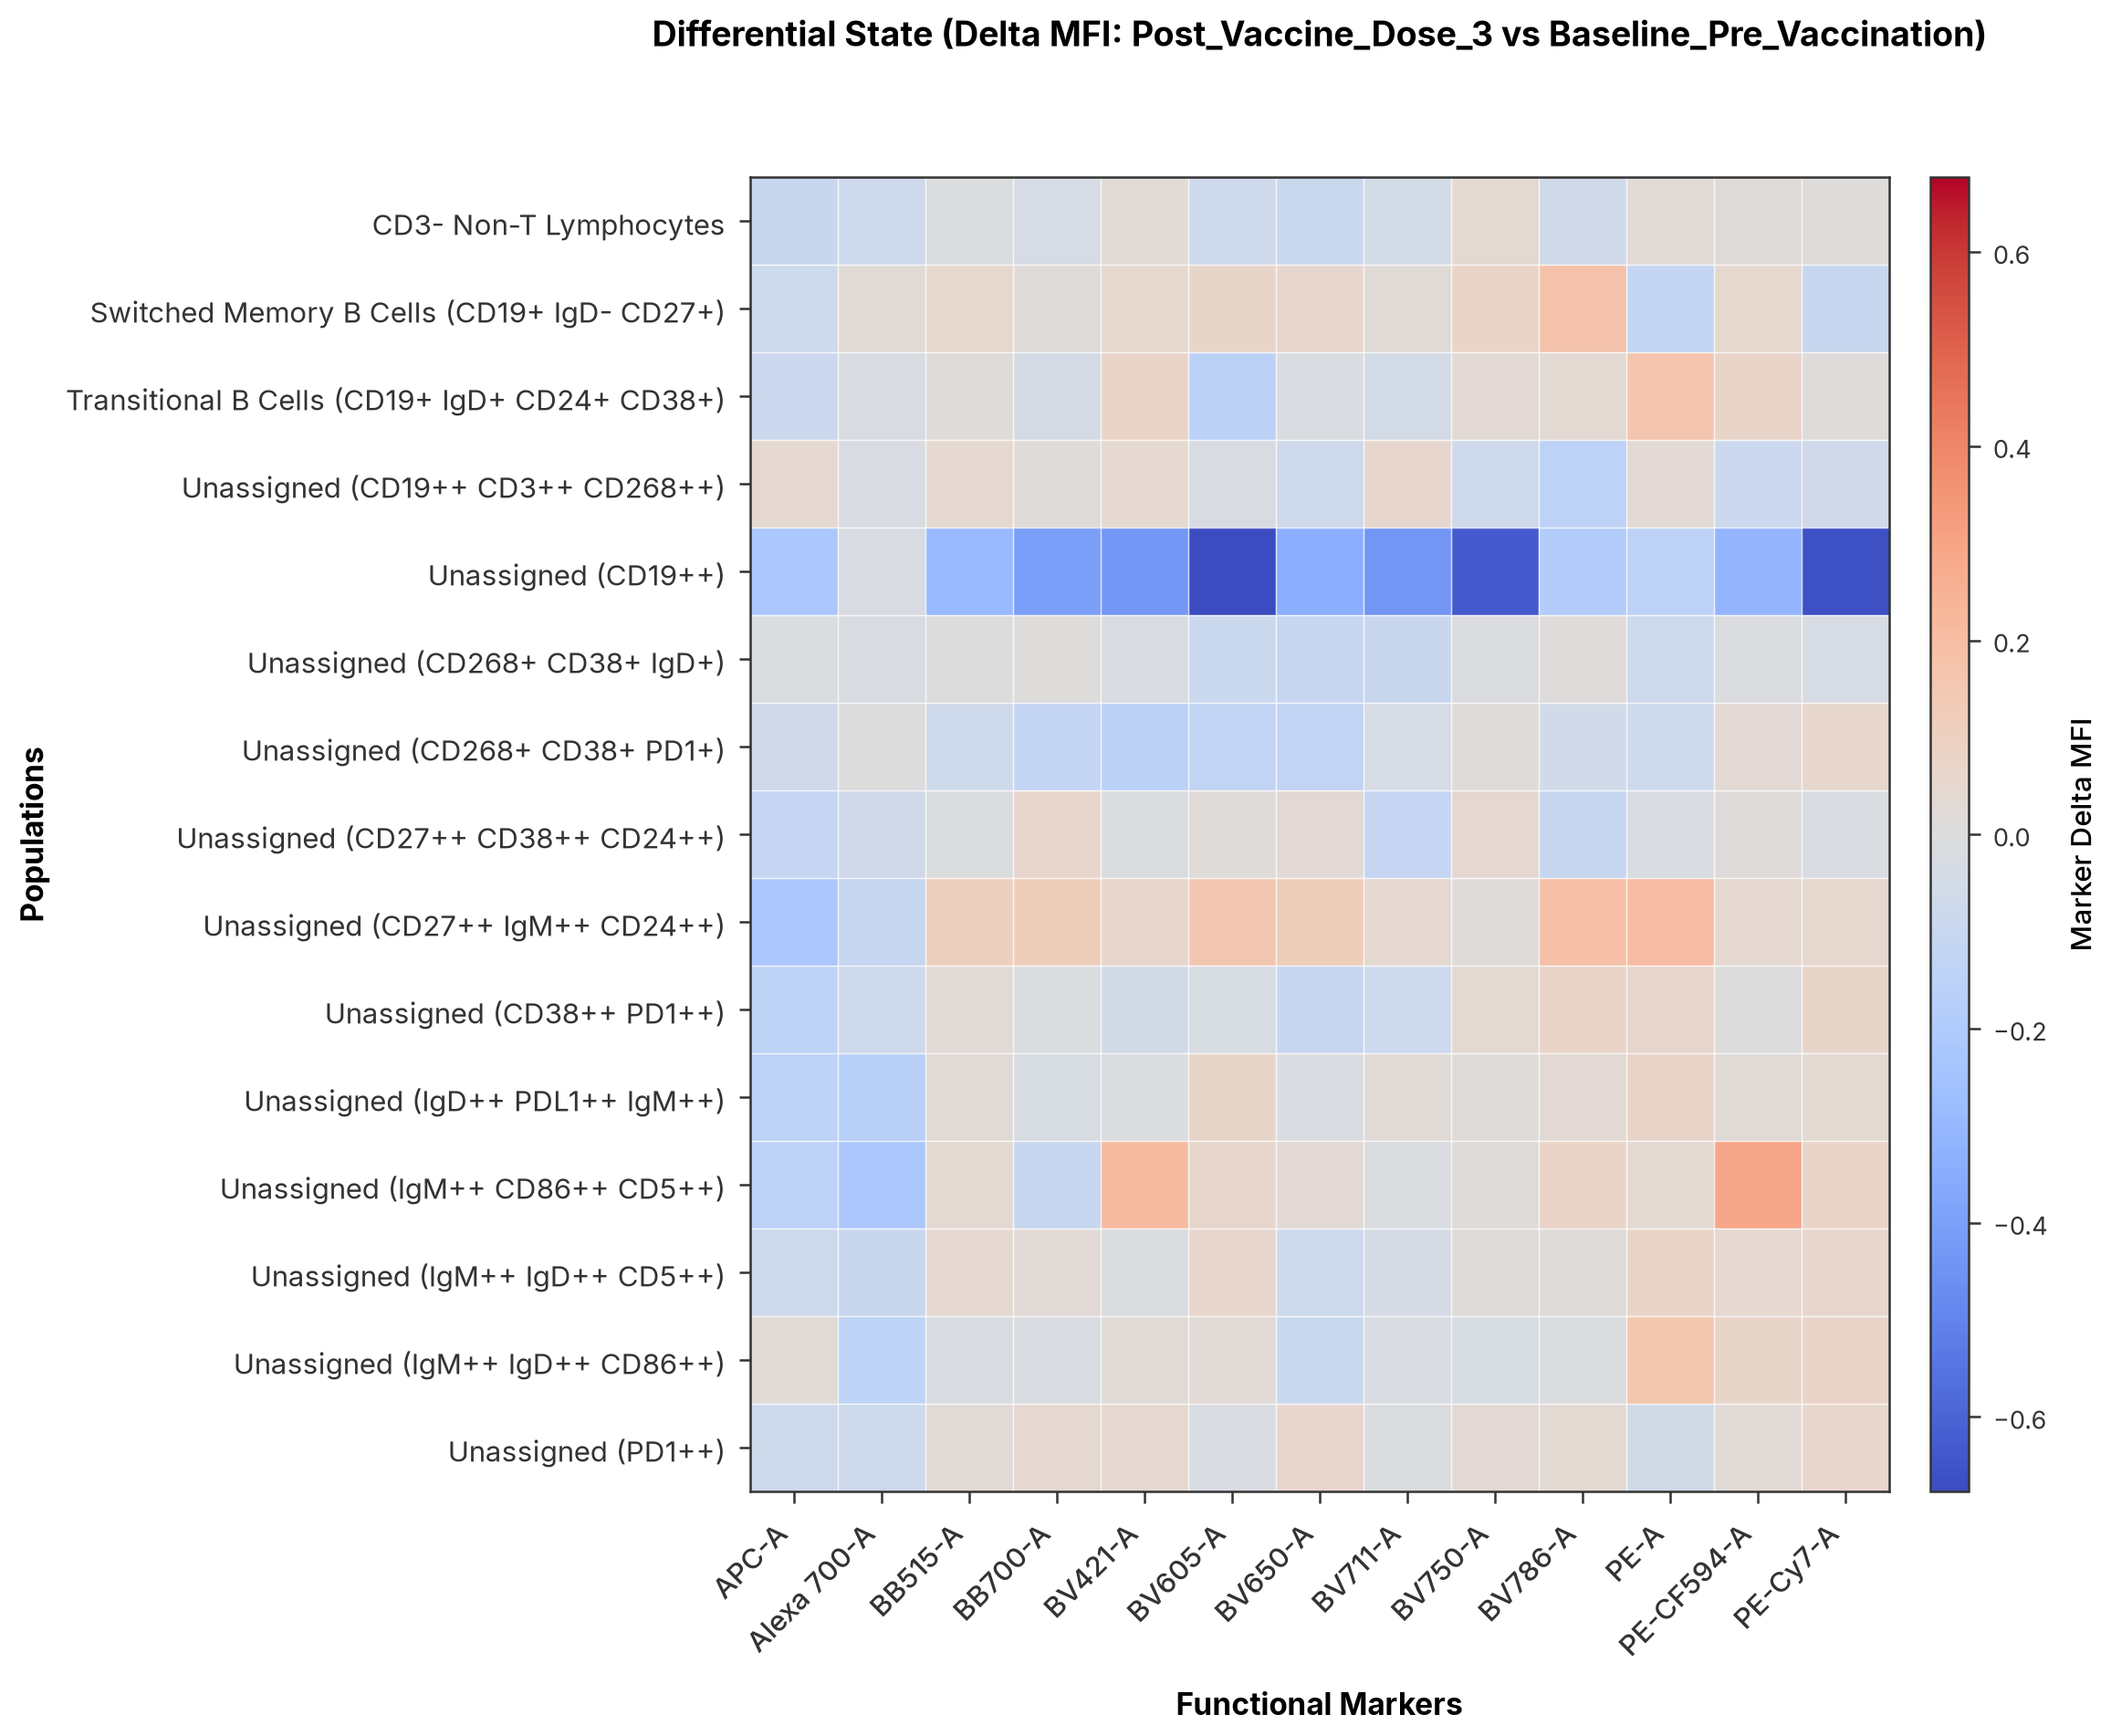 Differential State (Delta MFI: Post_Vaccine_Dose_3 vs Baseline_Pre_Vaccination)
Populations
CD3- Non-T Lymphocytes
Switched Memory B Cells (CD19+ IgD- CD27+)
Transitional B Cells (CD19+ IgD+ CD24+ CD38+)
Unassigned (CD19++ CD3++ CD268++)
Unassigned (CD19++)
Unassigned (CD268+ CD38+ IgD+)
Unassigned (CD268+ CD38+ PD1+)
Unassigned (CD27++ CD38++ CD24++)
Unassigned (CD27++ IgM++ CD24++)
Unassigned (CD38++ PD1++)
Unassigned (IgD++ PDL1++ IgM++)
Unassigned (IgM++ CD86++ CD5++)
Unassigned (IgM++ IgD++ CD5++)
Unassigned (IgM++ IgD++ CD86++)
Unassigned (PD1++)
APC-A
Alexa 700-A
BB515-A
BB700-A
BV421-A
BV605-A
BV650-A
BV711-A
BV750-A
BV786-A
PE-A
PE-CF594-A
PE-Cy7-A
Functional Markers
0.6
0.4
0.2
0.0
−0.2
−0.4
−0.6
Marker Delta MFI